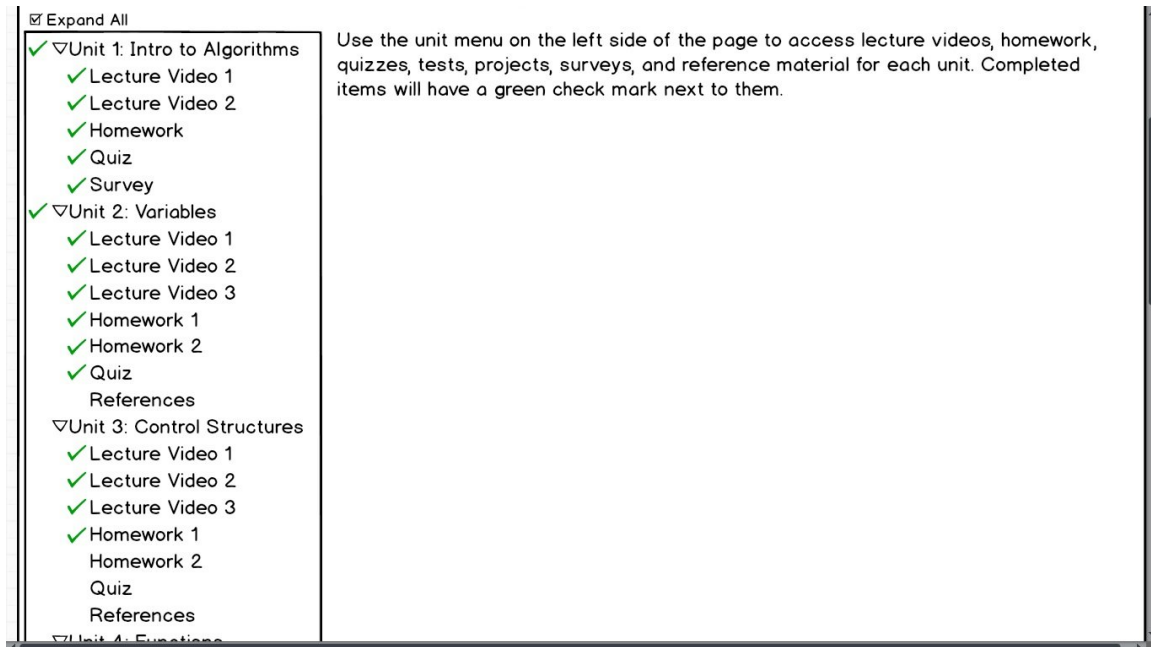 Expand All
Unit 1: Intro to Algorithms
Lecture Video 1
Lecture Video 2
Homework
Quiz
Survey
Unit 2: Variables
Lecture Video 1
Lecture Video 2
Lecture Video 3
Homework 1
Homework 2
Quiz
References
Unit 3: Control Structures
Lecture Video 1
Lecture Video 2
Lecture Video 3
Homework 1
Homework 2
Quiz
References
Unit 4: Functions
Use the unit menu on the left side of the page to access lecture videos, homework,
quizzes, tests, projects, surveys, and reference material for each unit. Completed
items will have a green check mark next to them.